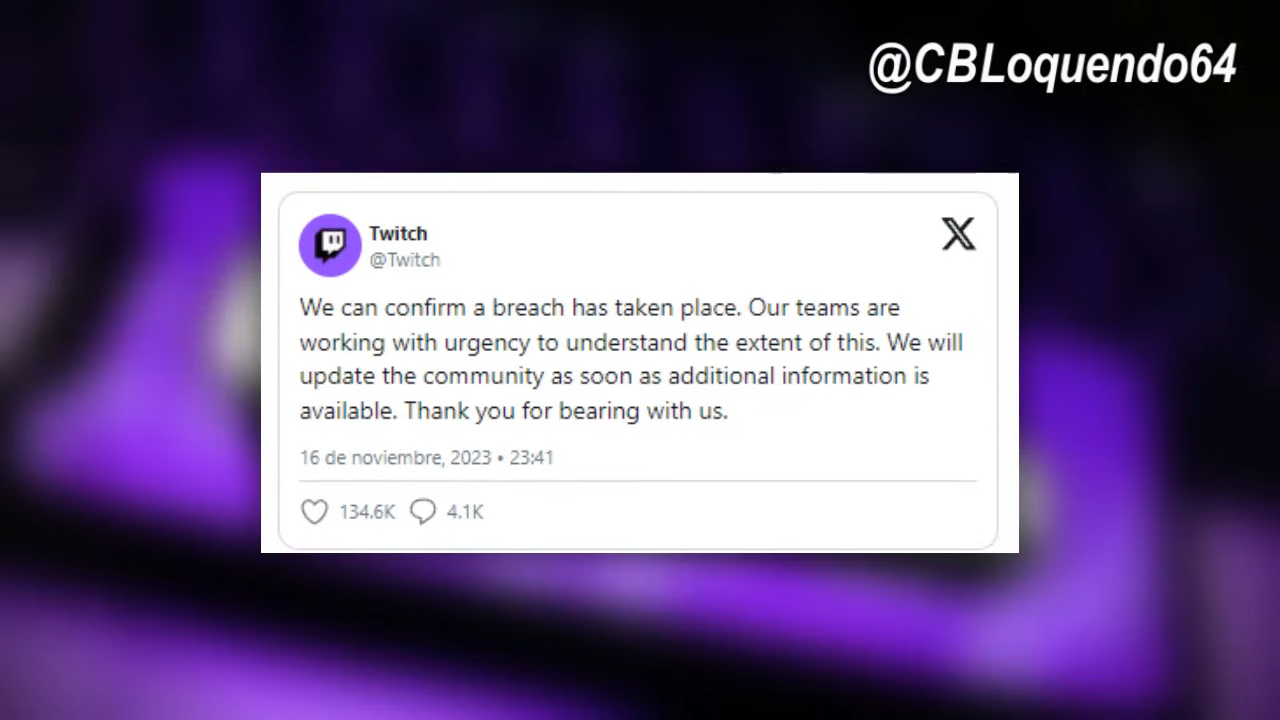 @CBLoquendo64
Twitch
@Twitch
We can confirm a breach has taken place. Our teams are
working with urgency to understand the extent of this. We will
update the community as soon as additional information is
available. Thank you for bearing with us.
16 de noviembre, 2023 • 23:41
134.6K 4.1K